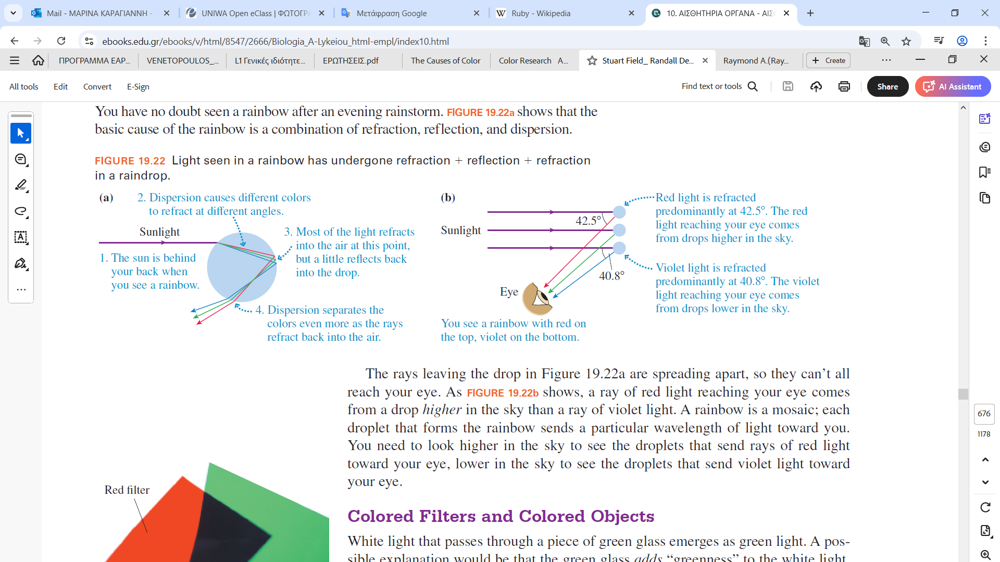 Mail - ΜΑΡΙΝΑ ΚΑΡΑΓΙΑΝΝΗ -
UNIWA Open eClass | ΦΩΤΟΓΡΑ
Μετάφραση Google
Ruby - Wikipedia
10. ΑΙΣΘΗΤΗΡΙΑ ΟΡΓΑΝΑ - ΑΙΣΘ
ebooks.edu.gr/ebooks/v/html/8547/2666/Biologia_A-Lykeiou_html-empl/index10.html
ΠΡΟΓΡΑΜΜΑ ΕΑΡ...
VENETOPOULOS_...
L1 Γενικές ιδιότητε...
ΕΡΩΤΗΣΕΙΣ.pdf
The Causes of Color
Color Research A...
Stuart Field_ Randall De...
Raymond A.(Ray...
Create
All tools
Edit
Convert
E-Sign
Find text or tools
Share
AI Assistant
You have no doubt seen a rainbow after an evening rainstorm. FIGURE 19.22a shows that the
basic cause of the rainbow is a combination of refraction, reflection, and dispersion.
FIGURE 19.22 Light seen in a rainbow has undergone refraction + reflection + refraction
in a raindrop.
(a)
2. Dispersion causes different colors
to refract at different angles.
Sunlight
3. Most of the light refracts
into the air at this point,
but a little reflects back
into the drop.
1. The sun is behind
your back when
you see a rainbow.
4. Dispersion separates the
colors even more as the rays
refract back into the air.
(b)
Sunlight
42.5°
40.8°
Eye
Red light is refracted
predominantly at 42.5°. The red
light reaching your eye comes
from drops higher in the sky.
Violet light is refracted
predominantly at 40.8°. The violet
light reaching your eye comes
from drops lower in the sky.
You see a rainbow with red on
the top, violet on the bottom.
The rays leaving the drop in Figure 19.22a are spreading apart, so they can't all
reach your eye. As FIGURE 19.22b shows, a ray of red light reaching your eye comes
from a drop higher in the sky than a ray of violet light. A rainbow is a mosaic; each
droplet that forms the rainbow sends a particular wavelength of light toward you.
You need to look higher in the sky to see the droplets that send rays of red light
toward your eye, lower in the sky to see the droplets that send violet light toward
your eye.
Red filter
Colored Filters and Colored Objects
White light that passes through a piece of green glass emerges as green light. A pos-
sible explanation would be that the green glass adds "greenness" to the white light
676
1178